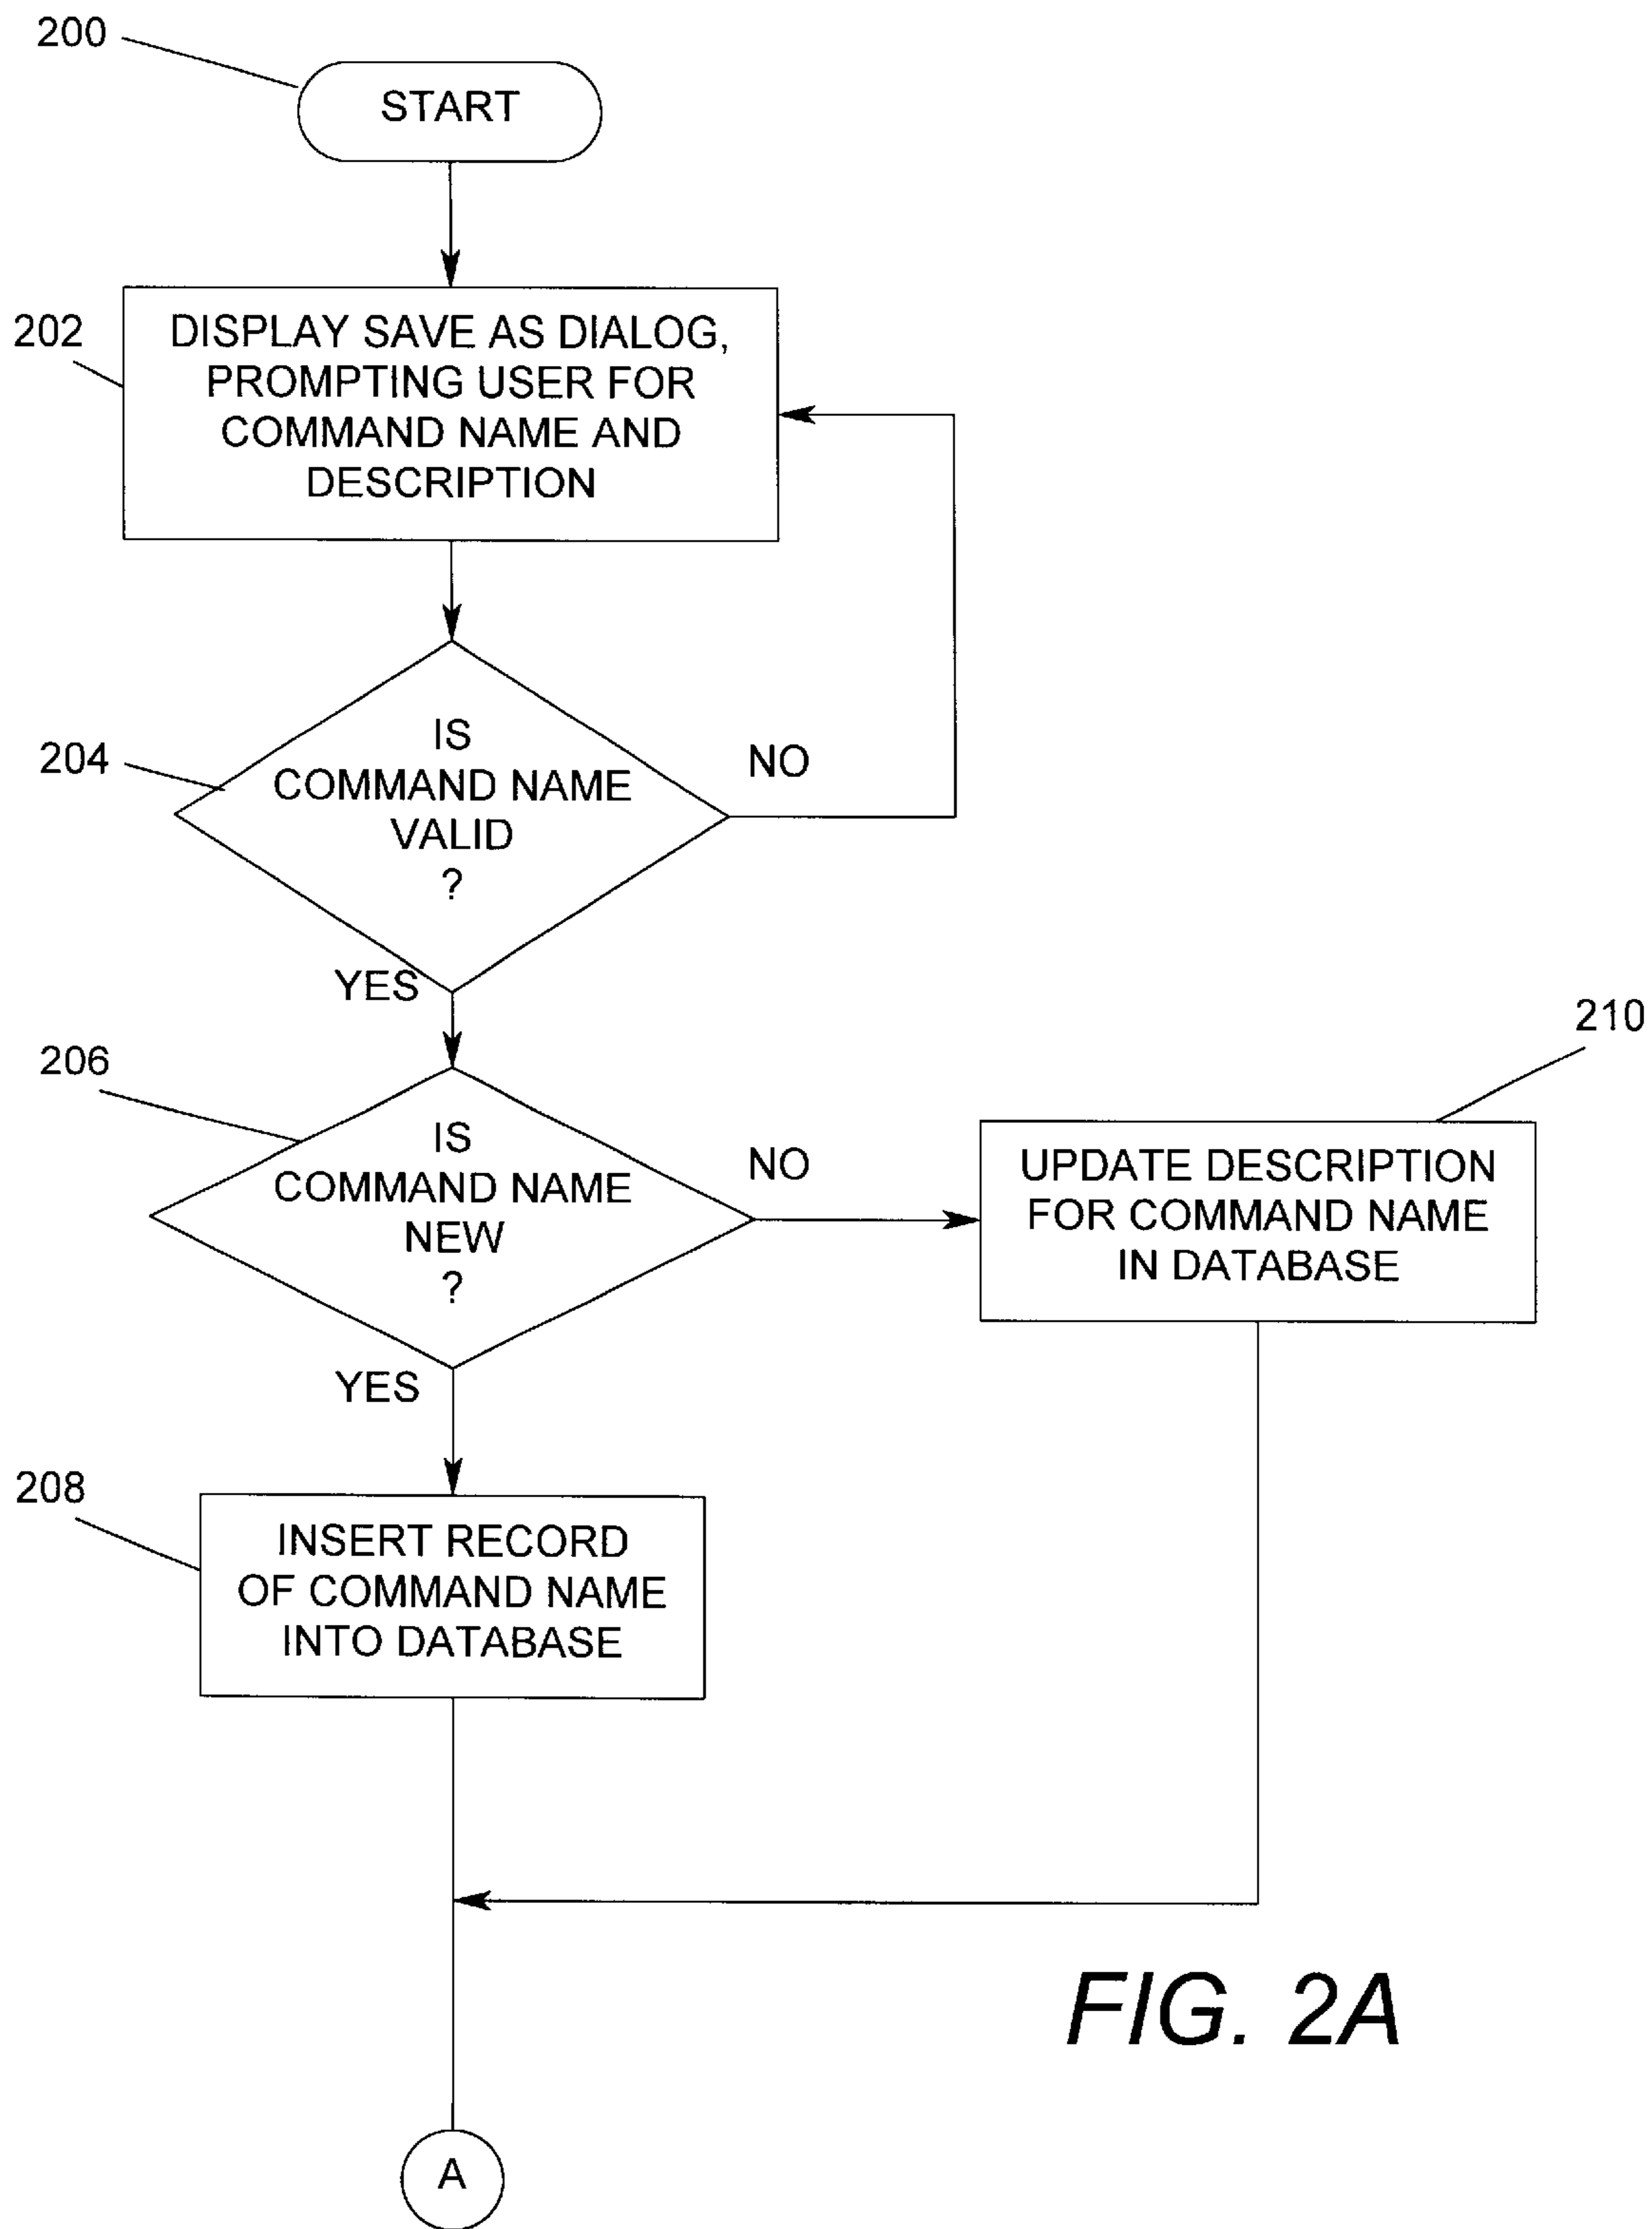 200
START
202
DISPLAY SAVE AS DIALOG,
PROMPTING USER FOR
COMMAND NAME AND
DESCRIPTION
204
IS
COMMAND NAME
VALID
?
NO
YES
206
IS
COMMAND NAME
NEW
?
NO
210
UPDATE DESCRIPTION
FOR COMMAND NAME
IN DATABASE
YES
208
INSERT RECORD
OF COMMAND NAME
INTO DATABASE
FIG. 2A
A